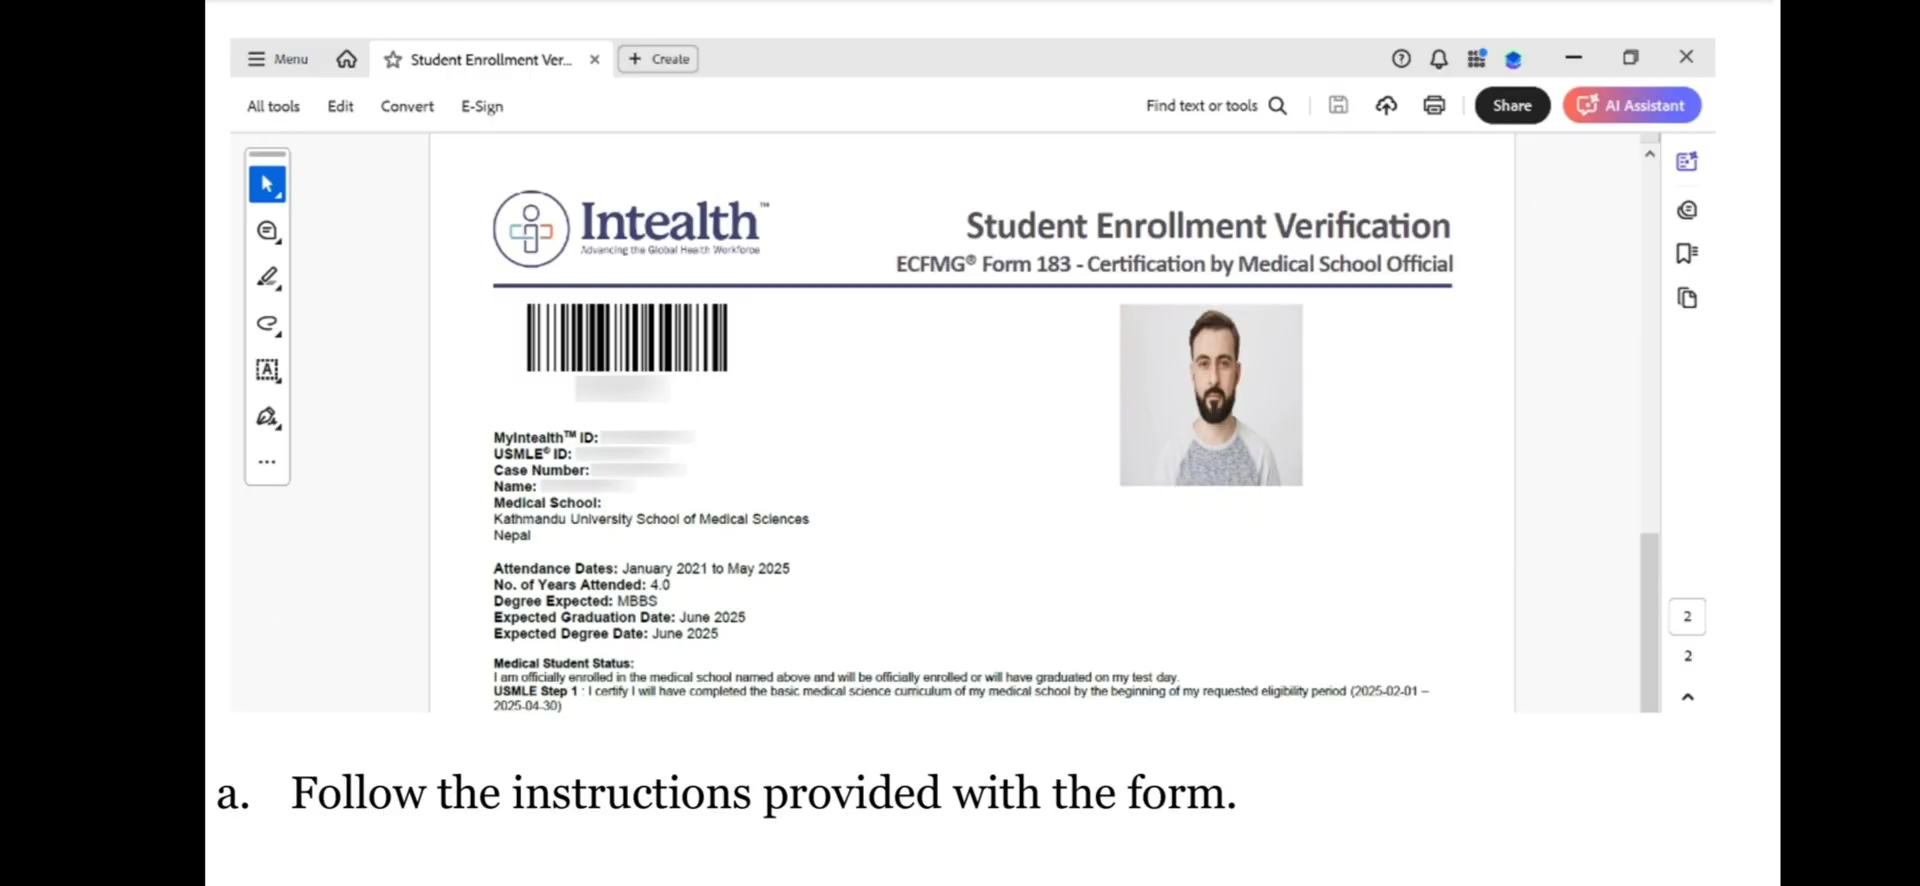 Menu
Student Enrollment Ver...
Create
All tools
Edit
Convert
E-Sign
Find text or tools
Share
AI Assistant
Intealth™
Advancing the Global Health Workforce
Student Enrollment Verification
ECFMG® Form 183 - Certification by Medical School Official
MyIntealth™ ID:
USMLE® ID:
Case Number:
Name:
Medical School:
Kathmandu University School of Medical Sciences
Nepal
Attendance Dates: January 2021 to May 2025
No. of Years Attended: 4.0
Degree Expected: MBBS
Expected Graduation Date: June 2025
Expected Degree Date: June 2025
Medical Student Status:
I am officially enrolled in the medical school named above and will be officially enrolled or will have graduated on my test day.
USMLE Step 1 : I certify I will have completed the basic medical science curriculum of my medical school by the beginning of my requested eligibility period (2025-02-01 –
2025-04-30)
2
2
a. Follow the instructions provided with the form.